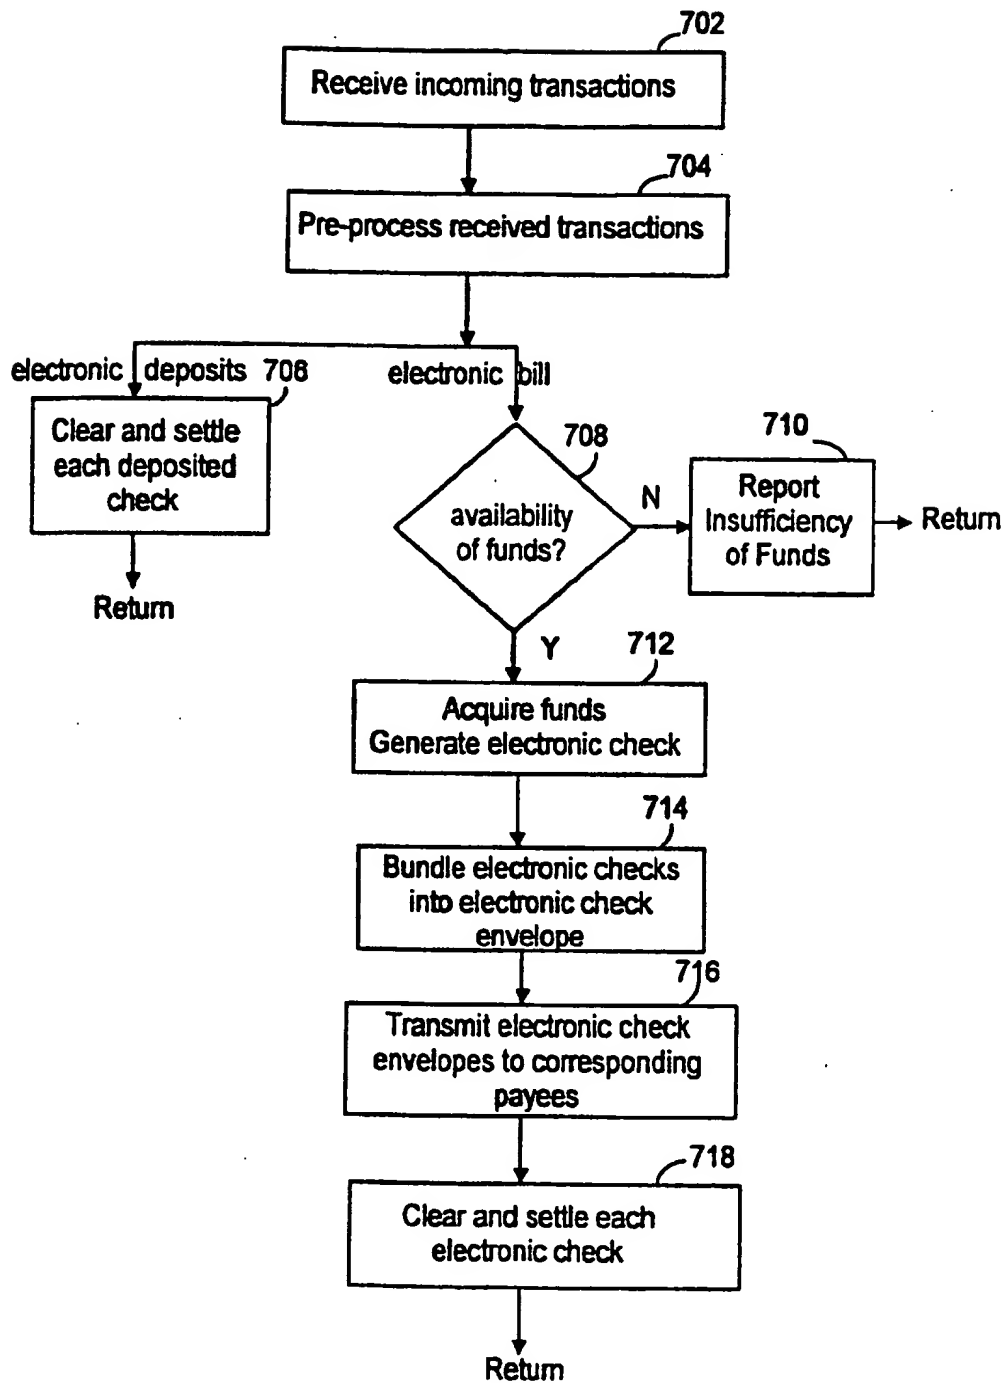 702
Receive incoming transactions
704
Pre-process received transactions
electronic deposits 708
electronic bill
Clear and settle
each deposited
check
Return
708
availability
of funds?
N
710
Report
Insufficiency
of Funds
Return
Y
712
Acquire funds
Generate electronic check
714
Bundle electronic checks
into electronic check
envelope
716
Transmit electronic check
envelopes to corresponding
payees
718
Clear and settle each
electronic check
Return